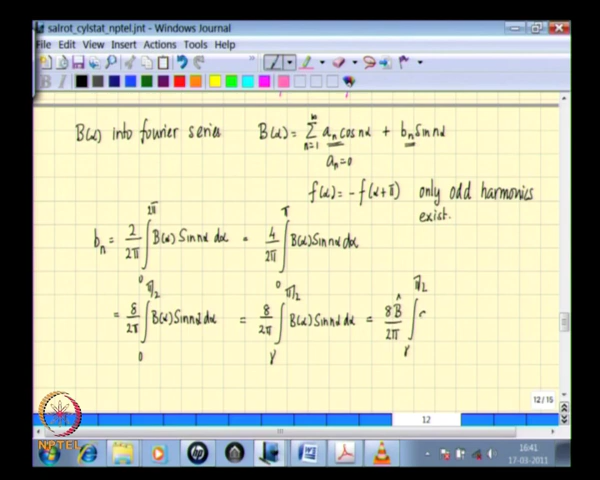 sairot_cylstat_nptel.jnt - Windows Journal
File Edit View Insert Actions Tools Help
B(α) into fourier series B(α) = ∞ Σ n=1 an cos nα + bn sin nα
an = 0
f(α) = - f(α+π) only odd harmonics
exist.
bn = 2/2π ∫ 0 2π B(α) Sin nα dα = 4/2π ∫ 0 π B(α) sin nα dα
= 8/2π ∫ 0 π/2 B(α) Sin nα dα = 8/2π ∫ γ π/2 B(α) Sin nα dα = 8B̂/2π ∫ γ π/2
12 / 15
12
NPTEL
16:41
17-03-2011